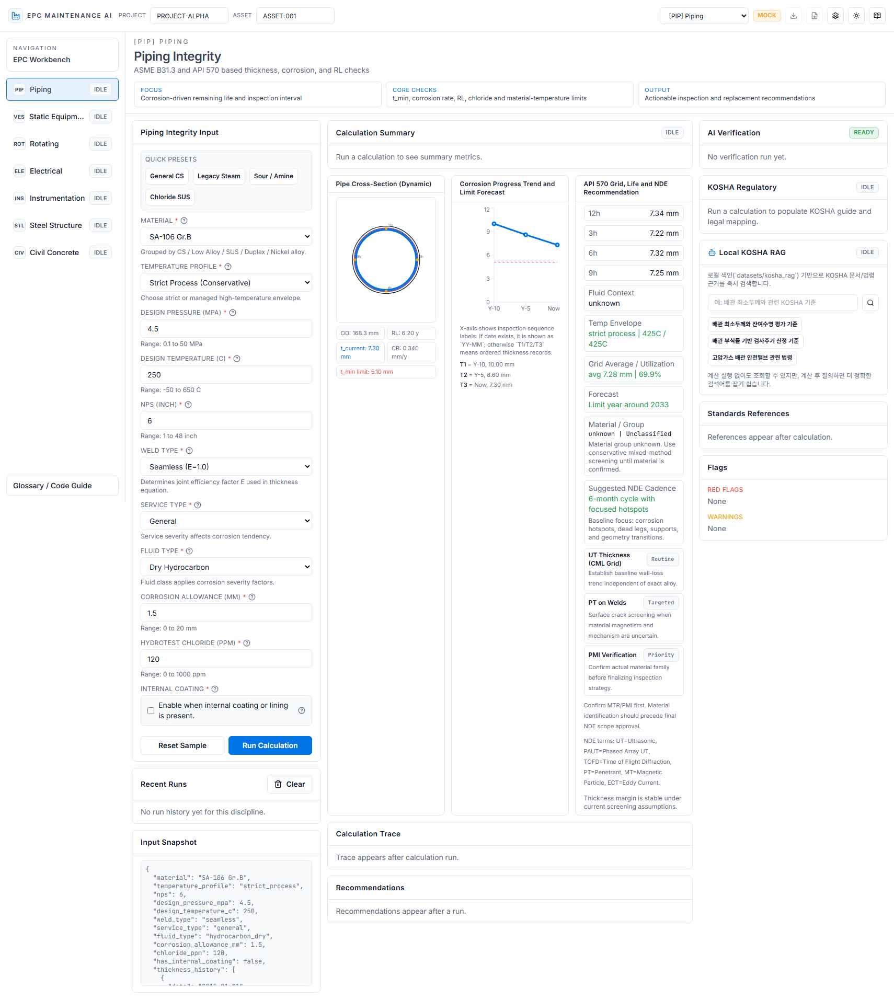 EPC MAINTENANCE AI
PROJECT
PROJECT-ALPHA
ASSET
ASSET-001
[PIP] Piping
MOCK
NAVIGATION
EPC Workbench
PIP Piping IDLE
VES Static Equipm... IDLE
ROT Rotating IDLE
ELE Electrical IDLE
INS Instrumentation IDLE
STL Steel Structure IDLE
CIV Civil Concrete IDLE
Glossary / Code Guide
[PIP] PIPING
Piping Integrity
ASME B31.3 and API 570 based thickness, corrosion, and RL checks
FOCUS
Corrosion-driven remaining life and inspection interval
CORE CHECKS
t_min, corrosion rate, RL, chloride and material-temperature limits
OUTPUT
Actionable inspection and replacement recommendations
Piping Integrity Input
QUICK PRESETS
General CS
Legacy Steam
Sour / Amine
Chloride SUS
MATERIAL *
SA-106 Gr.B
Grouped by CS / Low Alloy / SUS / Duplex / Nickel alloy.
TEMPERATURE PROFILE *
Strict Process (Conservative)
Choose strict or managed high-temperature envelope.
DESIGN PRESSURE (MPA) *
4.5
Range: 0.1 to 50 MPa
DESIGN TEMPERATURE (C) *
250
Range: -50 to 650 C
NPS (INCH) *
6
Range: 1 to 48 inch
WELD TYPE *
Seamless (E=1.0)
Determines joint efficiency factor E used in thickness
equation.
SERVICE TYPE *
General
Service severity affects corrosion tendency.
FLUID TYPE *
Dry Hydrocarbon
Fluid class applies corrosion severity factors.
CORROSION ALLOWANCE (MM) *
1.5
Range: 0 to 20 mm
HYDROTEST CHLORIDE (PPM) *
120
Range: 0 to 1000 ppm
INTERNAL COATING *
Enable when internal coating or lining
is present.
Reset Sample
Run Calculation
Recent Runs
Clear
No run history yet for this discipline.
Input Snapshot
{
"material": "SA-106 Gr.B",
"temperature_profile": "strict_process",
"nps": 6,
"design_pressure_mpa": 4.5,
"design_temperature_c": 250,
"weld_type": "seamless",
"service_type": "general",
"fluid_type": "hydrocarbon_dry",
"corrosion_allowance_mm": 1.5,
"chloride_ppm": 120,
"has_internal_coating": false,
"thickness_history": [
{
"date": "2015-01-01"
Calculation Summary
IDLE
Run a calculation to see summary metrics.
Pipe Cross-Section (Dynamic)
12h
3h
6h
9h
OD: 168.3 mm
RL: 6.20 y
t_current: 7.30
mm
CR: 0.340
mm/y
t_min limit: 5.10 mm
Corrosion Progress Trend and
Limit Forecast
12
9
6
3
0
Y-10
Y-5
Now
X-axis shows inspection sequence
labels. If date exists, it is shown as
`YY-MM`; otherwise `T1/T2/T3`
means ordered thickness records.
T1 = Y-10, 10.00 mm
T2 = Y-5, 8.60 mm
T3 = Now, 7.30 mm
API 570 Grid, Life and NDE
Recommendation
12h 7.34 mm
3h 7.22 mm
6h 7.32 mm
9h 7.25 mm
Fluid Context
unknown
Temp Envelope
strict process | 425C /
425C
Grid Average / Utilization
avg 7.28 mm | 69.9%
Forecast
Limit year around 2033
Material / Group
unknown | Unclassified
Material group unknown. Use
conservative mixed-method
screening until material is
confirmed.
Suggested NDE Cadence
6-month cycle with
focused hotspots
Baseline focus: corrosion
hotspots, dead legs, supports,
and geometry transitions.
UT Thickness
(CML Grid)
Routine
Establish baseline wall-loss
trend independent of exact alloy.
PT on Welds
Targeted
Surface crack screening when
material magnetism and
mechanism are uncertain.
PMI Verification
Priority
Confirm actual material family
before finalizing inspection
strategy.
Confirm MTR/PMI first. Material
identification should precede final
NDE scope approval.
NDE terms: UT=Ultrasonic,
PAUT=Phased Array UT,
TOFD=Time of Flight Diffraction,
PT=Penetrant, MT=Magnetic
Particle, ECT=Eddy Current.
Thickness margin is stable under
current screening assumptions.
Calculation Trace
Trace appears after calculation run.
Recommendations
Recommendations appear after a run.
AI Verification
READY
No verification run yet.
KOSHA Regulatory
IDLE
Run a calculation to populate KOSHA guide and
legal mapping.
Local KOSHA RAG
IDLE
로컬 색인(`datasets/kosha_rag`) 기반으로 KOSHA 문서/법령
근거를 즉시 검색합니다.
예: 배관 최소두께와 관련 KOSHA 기준
배관 최소두께와 잔여수명 평가 기준
배관 부식률 기반 검사주기 산정 기준
고압가스 배관 안전밸브 관련 법령
계산 실행 없이도 조회할 수 있지만, 계산 후 질의하면 더 정확한
검색어를 잡기 쉽습니다.
Standards References
References appear after calculation.
Flags
RED FLAGS
None
WARNINGS
None